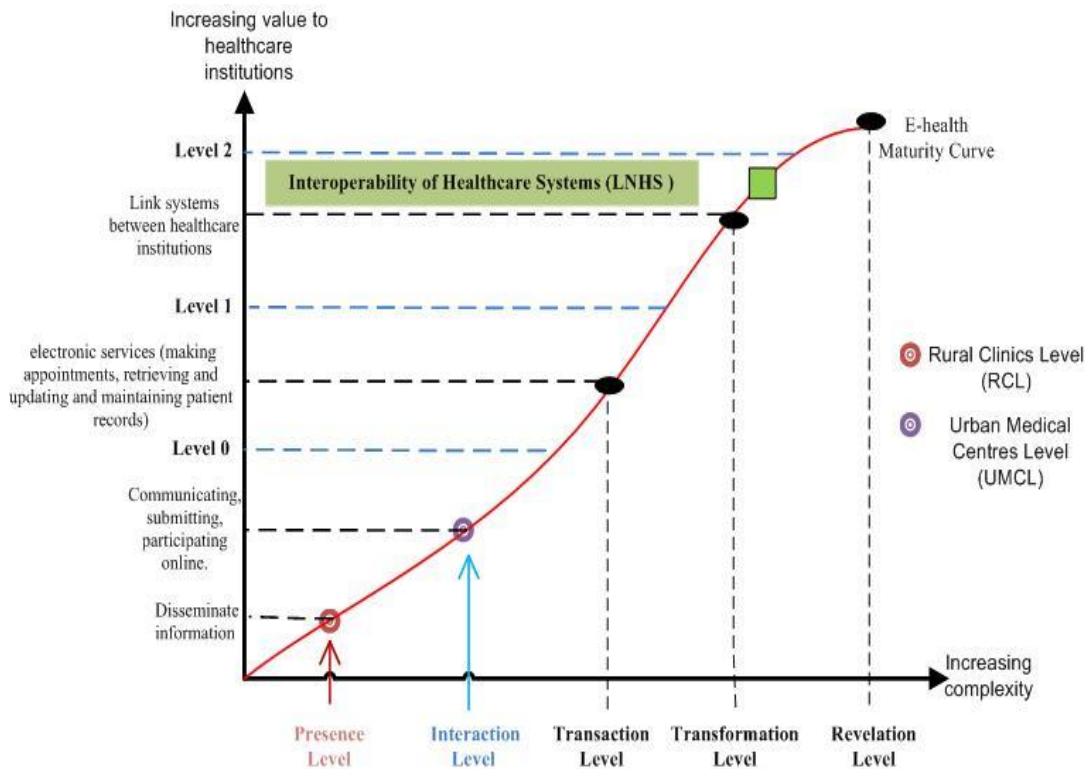 Increasing value to
healthcare
institutions
E-health
Maturity Curve
Level 2
Interoperability of Healthcare Systems (LNHS )
Link systems
between healthcare
institutions
Level 1
electronic services (making
appointments, retrieving and
updating and maintaining patient
records)
Rural Clinics Level
(RCL)
Urban Medical
Centres Level
(UMCL)
Level 0
Communicating,
submitting,
participating
online.
Disseminate
information
Increasing
complexity
Presence
Level
Interaction
Level
Transaction
Level
Transformation
Level
Revelation
Level